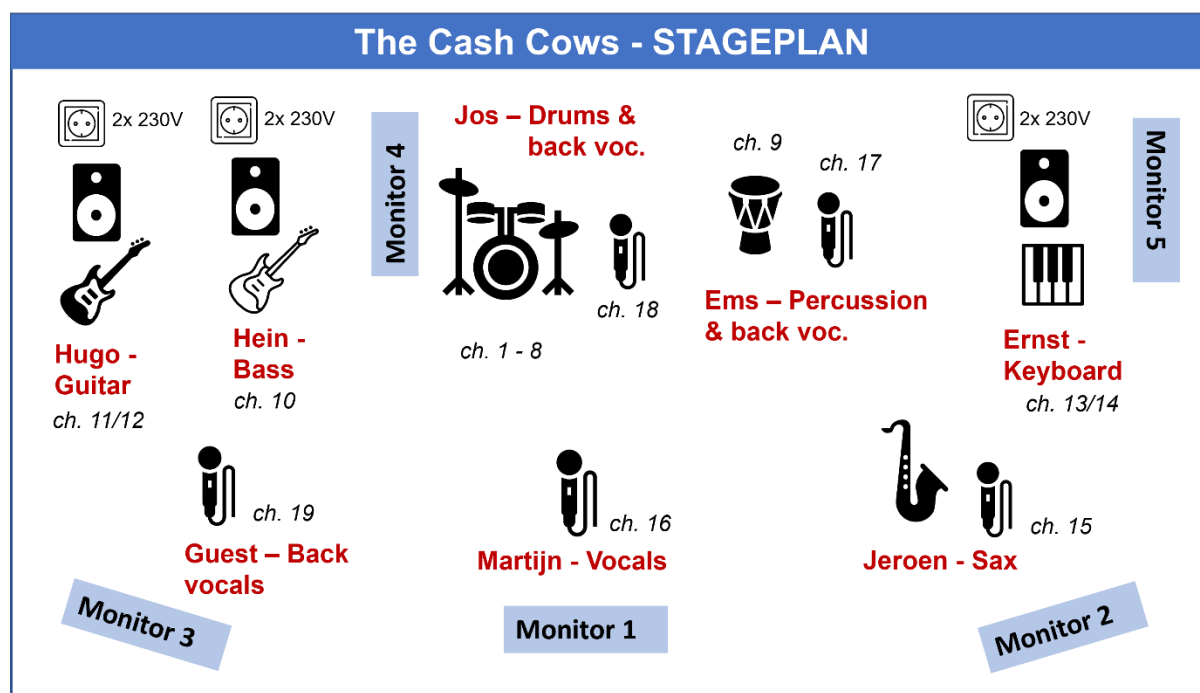 The Cash Cows - STAGEPLAN
2x 230V
2x 230V
Monitor 4
Jos – Drums &
back voc.
ch. 9
ch. 17
2x 230V
Monitor 5
ch. 18
Ems – Percussion
& back voc.
Hugo -
Guitar
ch. 11/12
Hein -
Bass
ch. 10
ch. 1 - 8
Ernst -
Keyboard
ch. 13/14
ch. 19
Guest – Back
vocals
ch. 16
Martijn - Vocals
ch. 15
Jeroen - Sax
Monitor 3
Monitor 1
Monitor 2